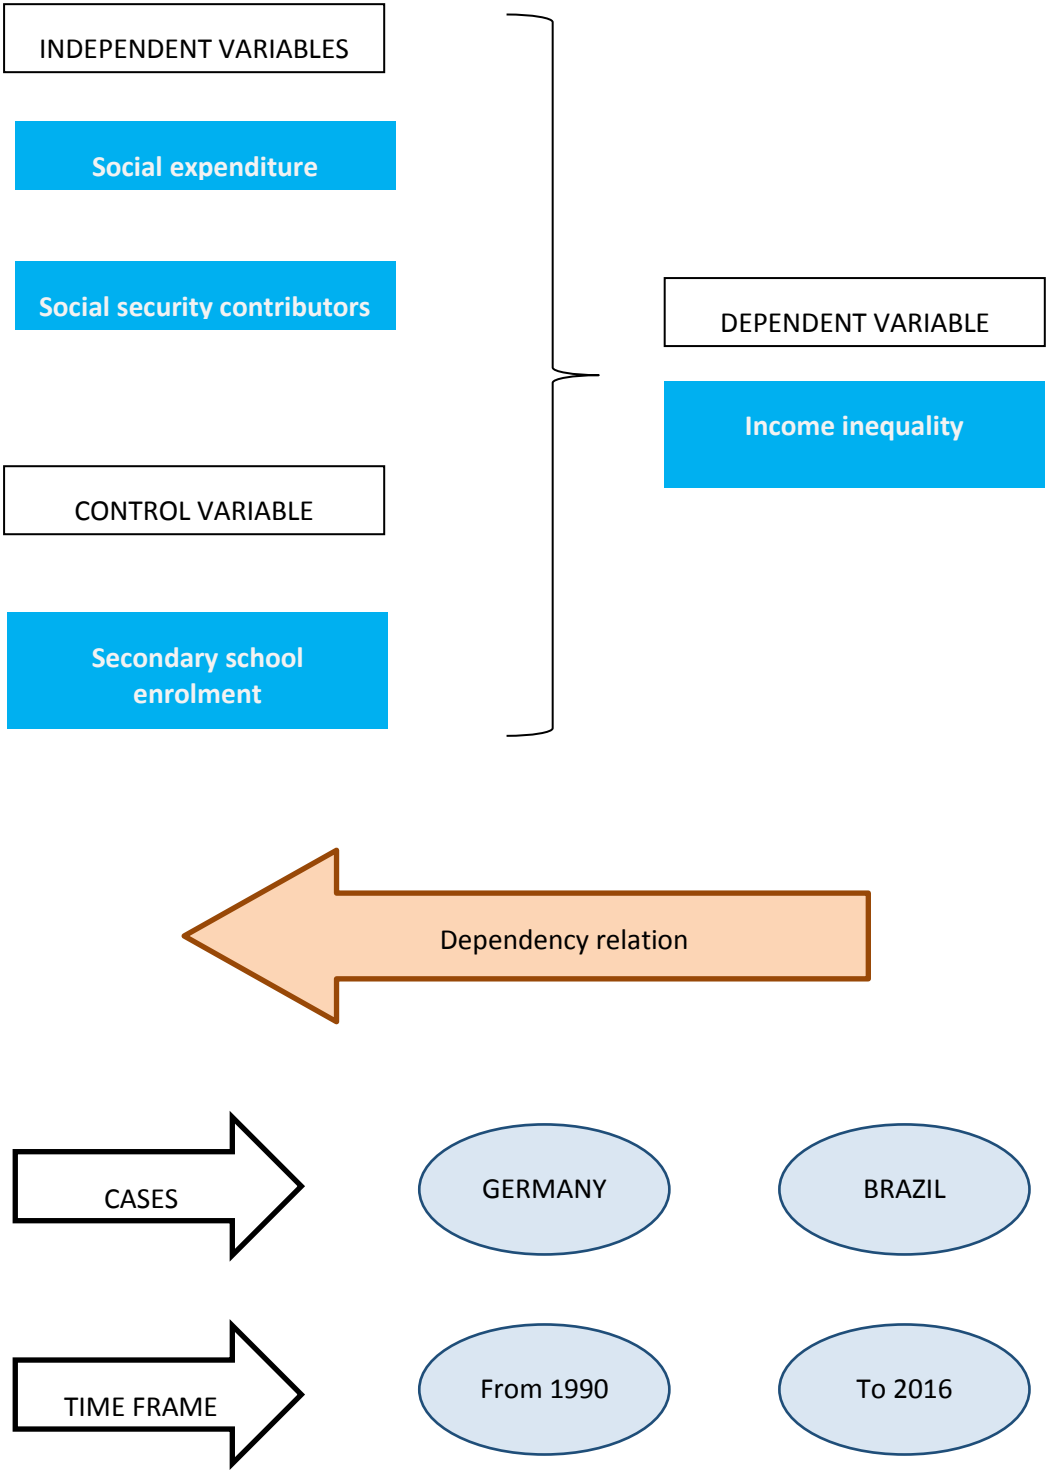 INDEPENDENT VARIABLES
Social expenditure
Social security contributors
DEPENDENT VARIABLE
Income inequality
CONTROL VARIABLE
Secondary school
enrolment
Dependency relation
CASES
GERMANY
BRAZIL
TIME FRAME
From 1990
To 2016